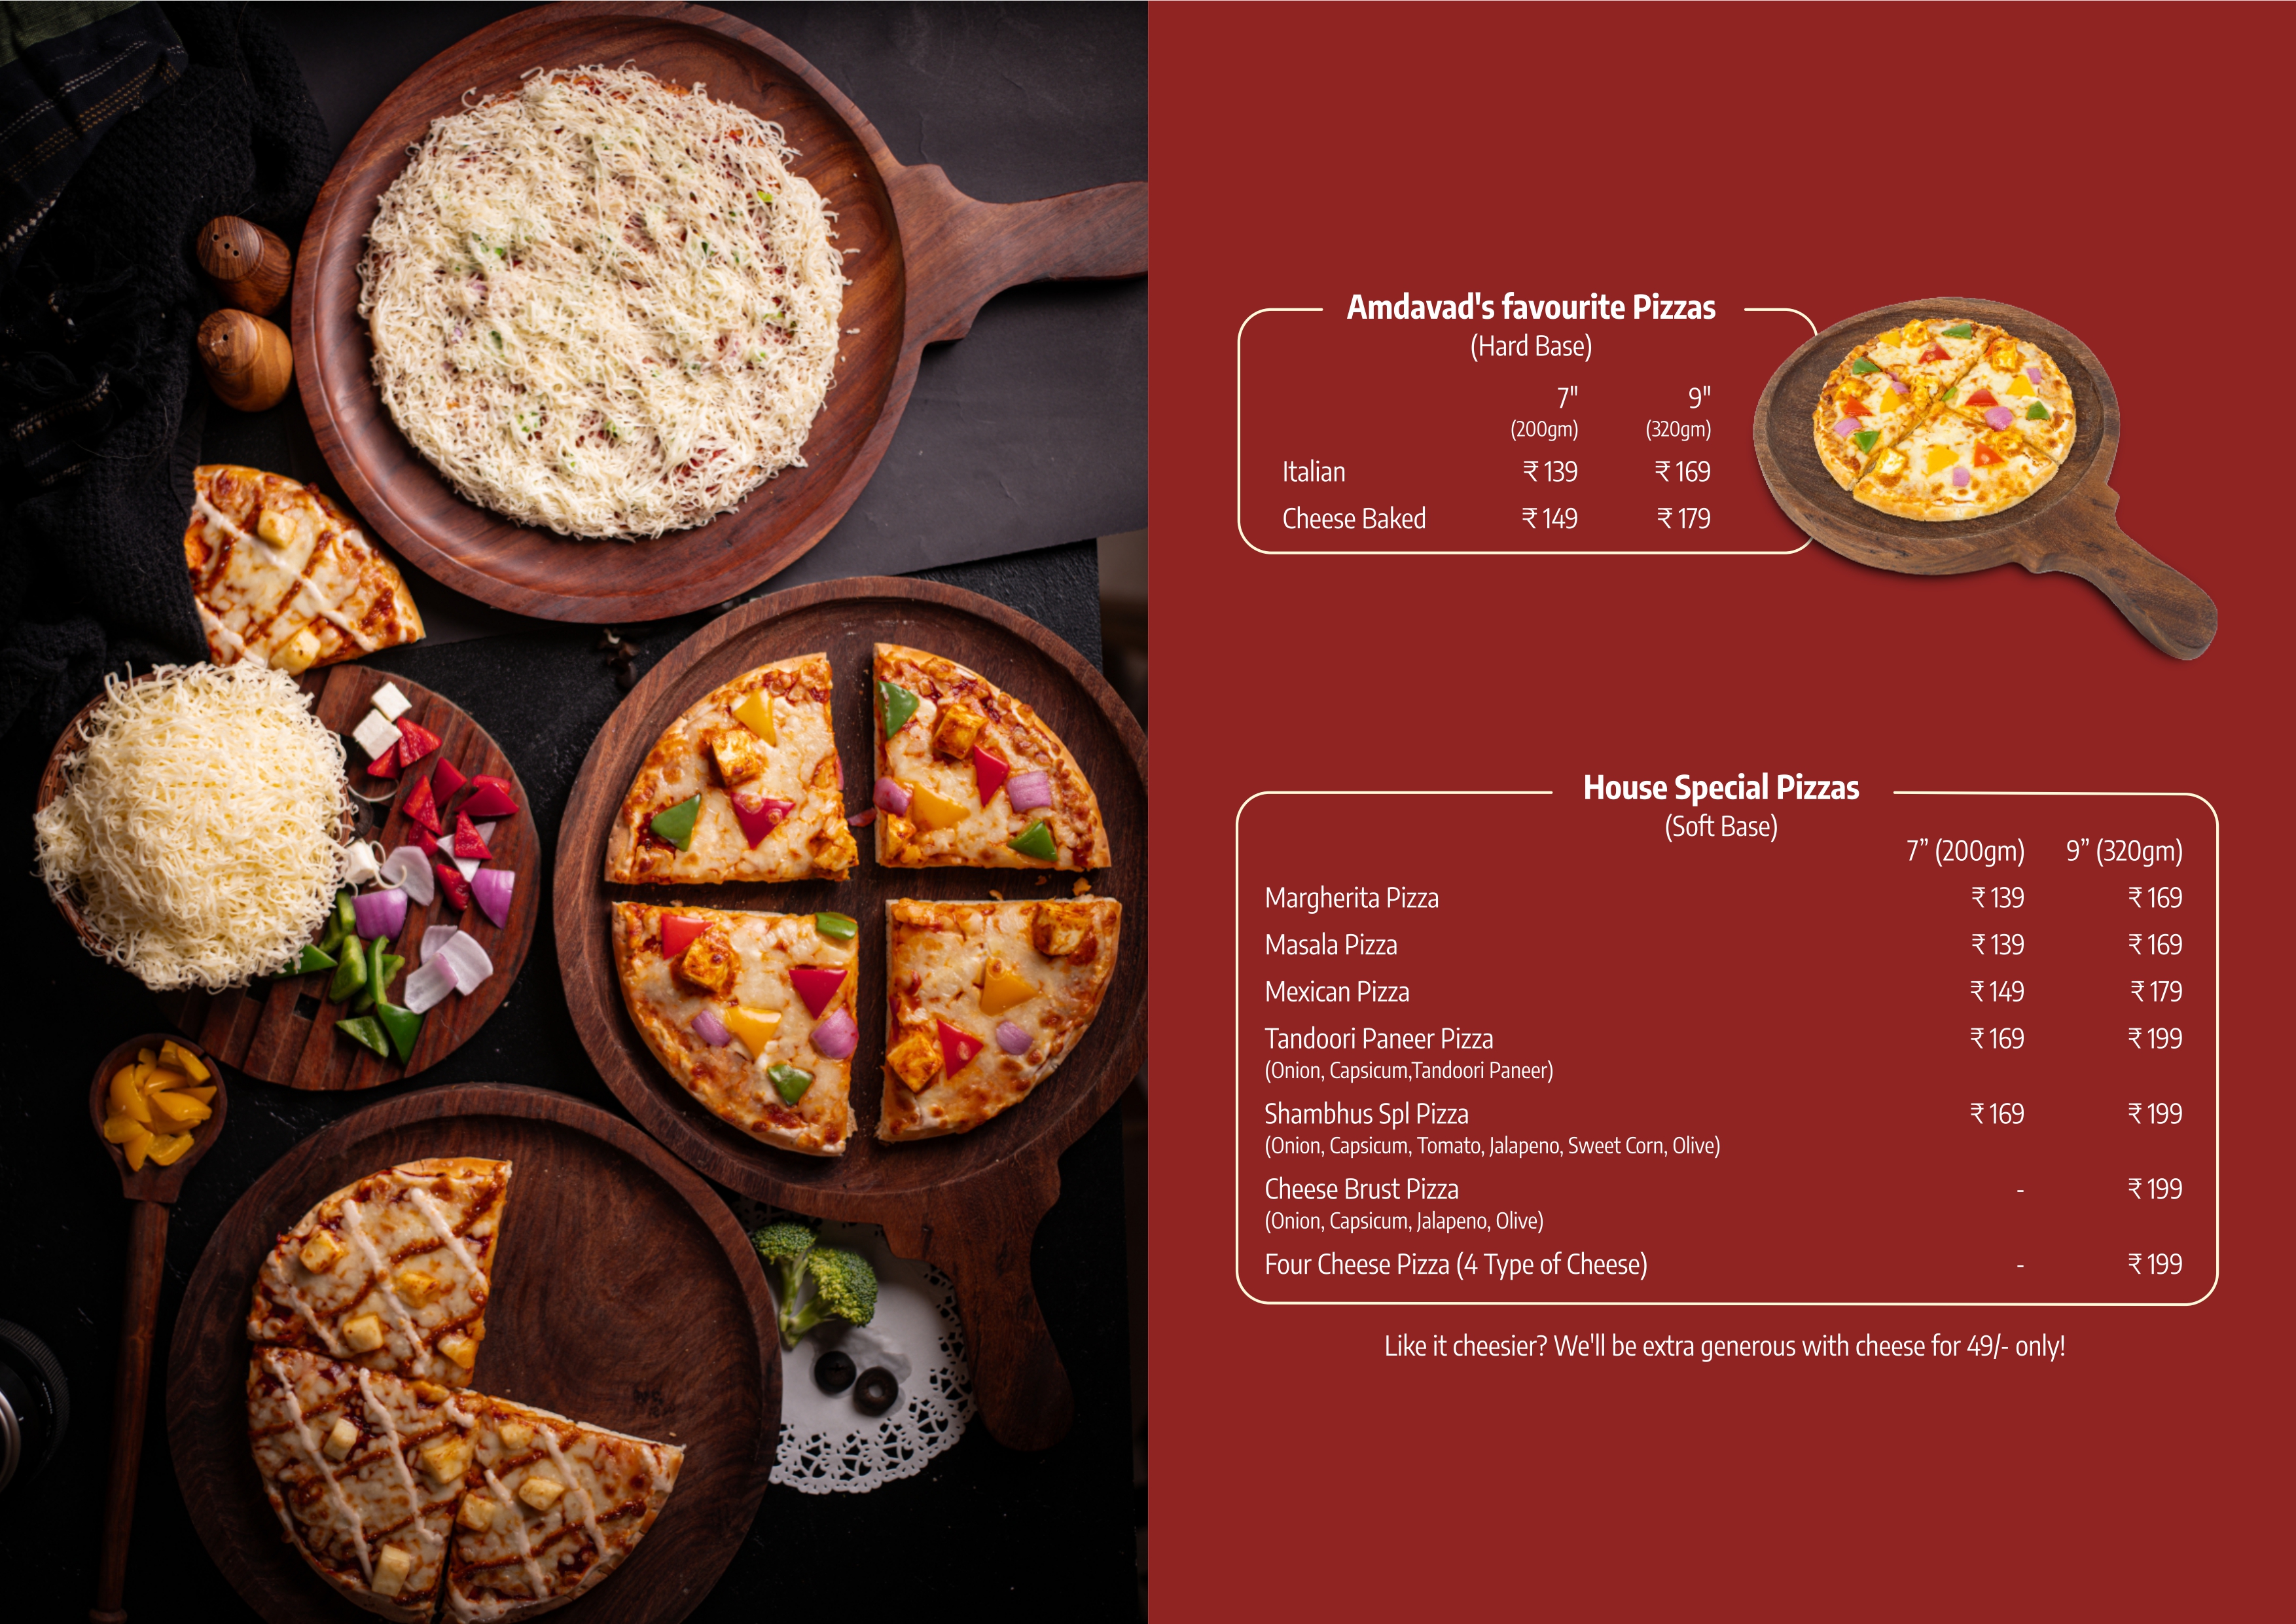 Amdavad's favourite Pizzas
(Hard Base)
7" 9"
(200gm) (320gm)
Italian ₹ 139 ₹ 169
Cheese Baked ₹ 149 ₹ 179
House Special Pizzas
(Soft Base)
7” (200gm) 9” (320gm)
Margherita Pizza ₹ 139 ₹ 169
Masala Pizza ₹ 139 ₹ 169
Mexican Pizza ₹ 149 ₹ 179
Tandoori Paneer Pizza ₹ 169 ₹ 199
(Onion, Capsicum,Tandoori Paneer)
Shambhus Spl Pizza ₹ 169 ₹ 199
(Onion, Capsicum, Tomato, Jalapeno, Sweet Corn, Olive)
Cheese Brust Pizza - ₹ 199
(Onion, Capsicum, Jalapeno, Olive)
Four Cheese Pizza (4 Type of Cheese) - ₹ 199
Like it cheesier? We'll be extra generous with cheese for 49/- only!